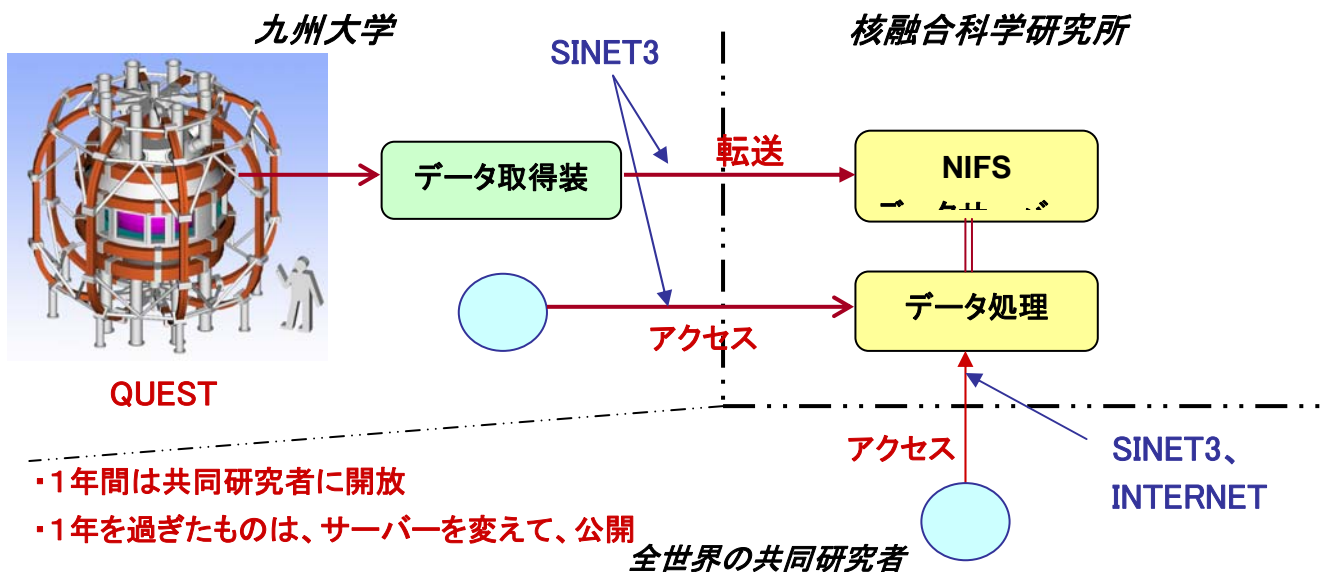 九州大学
核融合科学研究所
SINET3
転送
データ取得装
NIFS
データ処理
アクセス
QUEST
アクセス
SINET3、
INTERNET
・1年間は共同研究者に開放
・1年を過ぎたものは、サーバーを変えて、公開
全世界の共同研究者